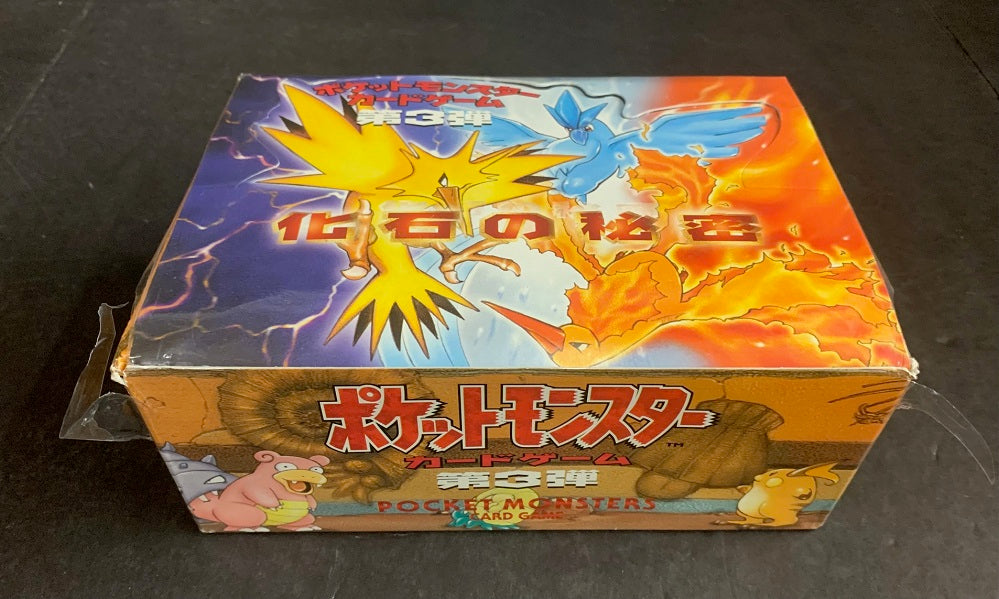 ポケットモンスター
カードゲーム
第3弾
化石の秘密
ポケットモンスター
TM
カードゲーム
第3弾
POCKET MONSTERS
CARD GAME